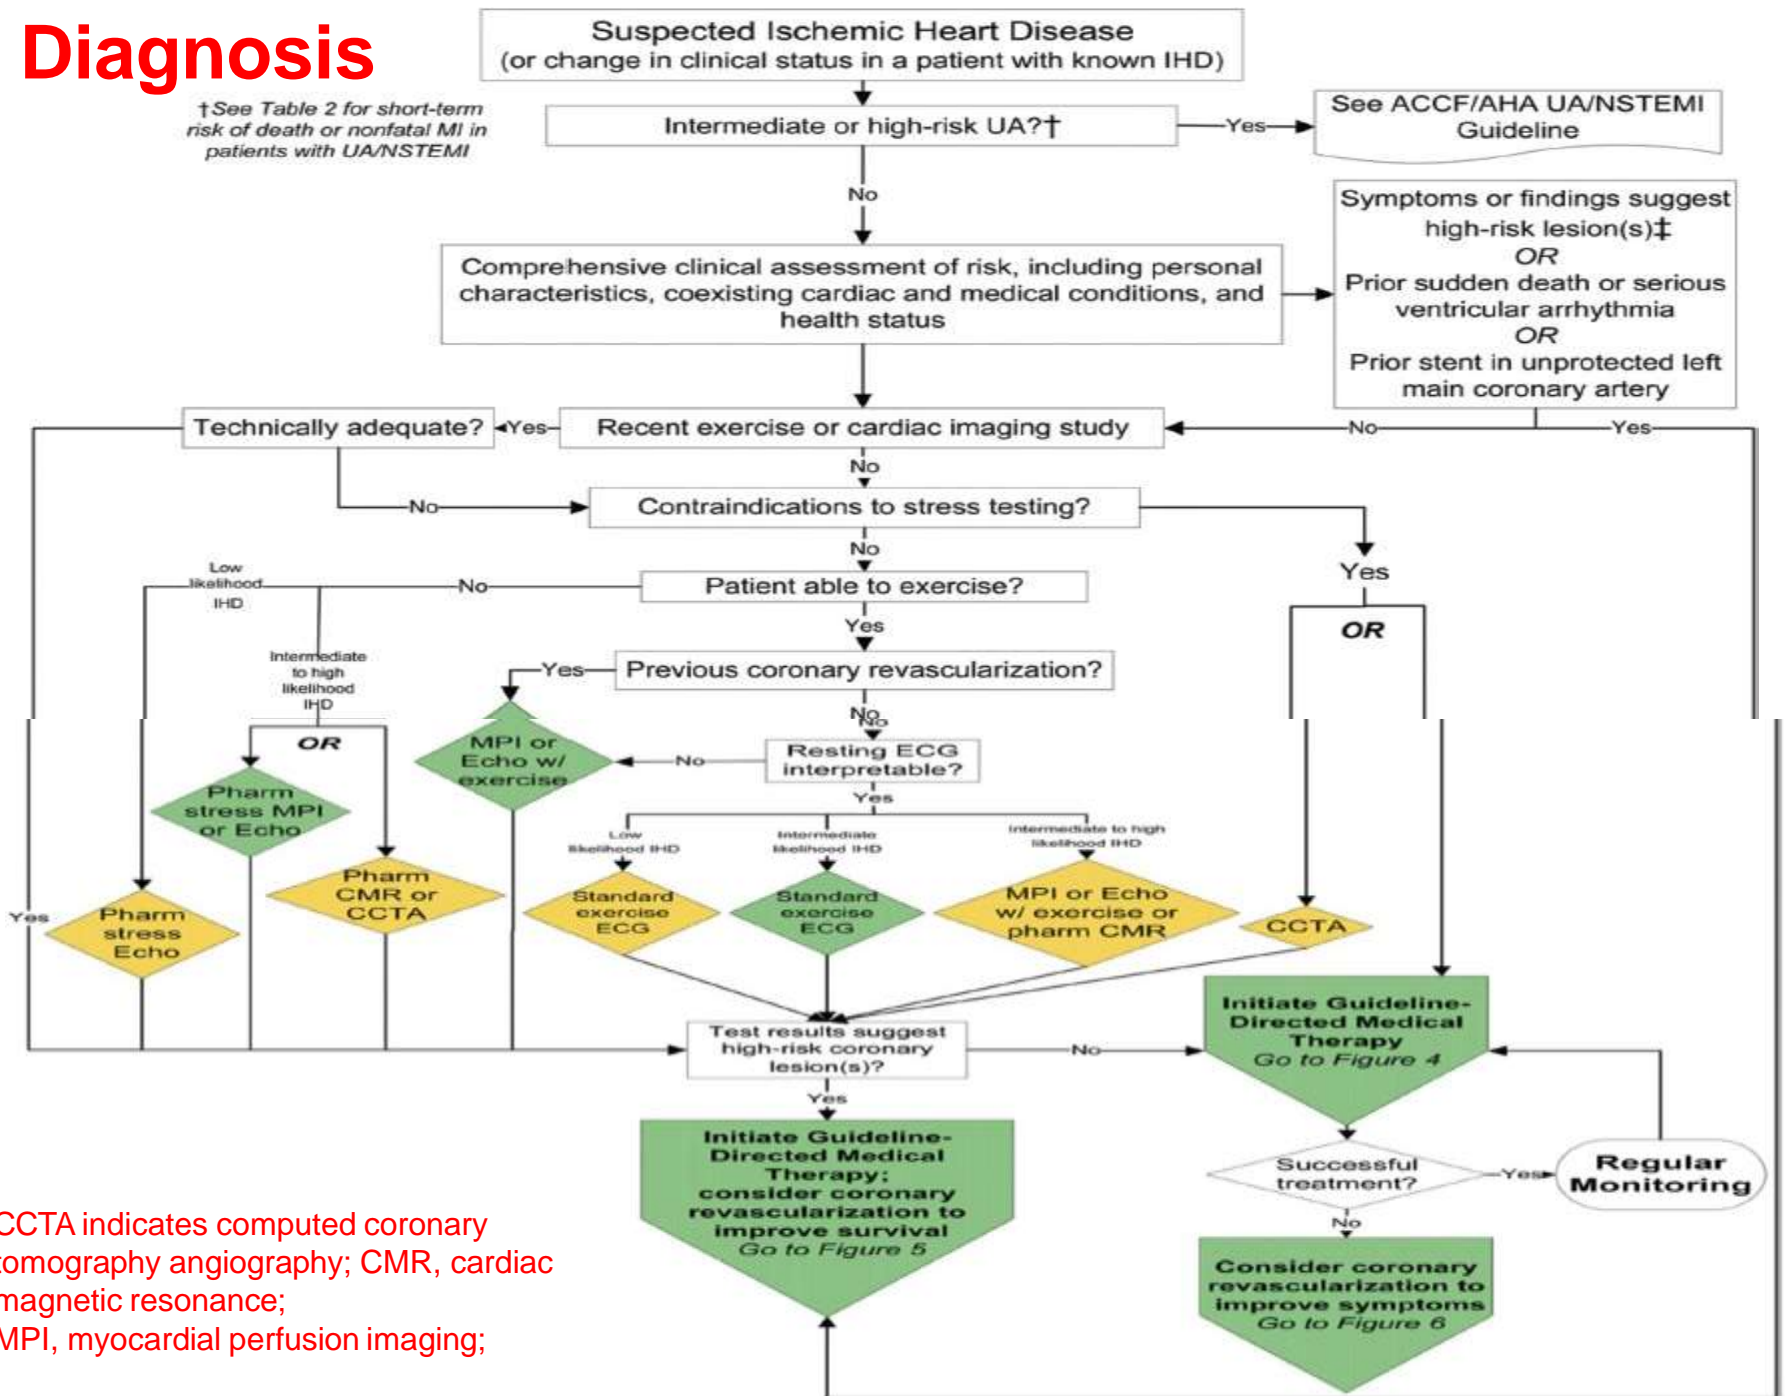 Diagnosis
Suspected Ischemic Heart Disease
(or change in clinical status in a patient with known IHD)
†See Table 2 for short-term
risk of death or nonfatal MI in
patients with UA/NSTEMI
Intermediate or high-risk UA?†
Yes
See ACCF/AHA UA/NSTEMI
Guideline
No
Symptoms or findings suggest
high-risk lesion(s)‡
OR
Prior sudden death or serious
ventricular arrhythmia
OR
Prior stent in unprotected left
main coronary artery
Comprehensive clinical assessment of risk, including personal
characteristics, coexisting cardiac and medical conditions, and
health status
Technically adequate?
Yes
Recent exercise or cardiac imaging study
No
Yes
No
No
Contraindications to stress testing?
No
Yes
OR
Low
likelihood
IHD
No
Patient able to exercise?
Yes
Intermediate
to high
likelihood
IHD
Yes
Previous coronary revascularization?
No
No
OR
MPI or
Echo w/
exercise
No
Resting ECG
interpretable?
Yes
Pharm
stress MPI
or Echo
Low
likelihood IHD
Intermediate
likelihood IHD
Intermediate to high
likelihood IHD
Pharm
CMR or
CCTA
Standard
exercise
ECG
Standard
exercise
ECG
MPI or Echo
w/ exercise or
pharm CMR
CCTA
Yes
Pharm
stress
Echo
Test results suggest
high-risk coronary
lesion(s)?
No
Initiate Guideline-
Directed Medical
Therapy
Go to Figure 4
Yes
Initiate Guideline-
Directed Medical
Therapy;
consider coronary
revascularization to
improve survival
Go to Figure 5
Successful
treatment?
Yes
Regular
Monitoring
No
Consider coronary
revascularization to
improve symptoms
Go to Figure 6
CCTA indicates computed coronary
tomography angiography; CMR, cardiac
magnetic resonance;
MPI, myocardial perfusion imaging;